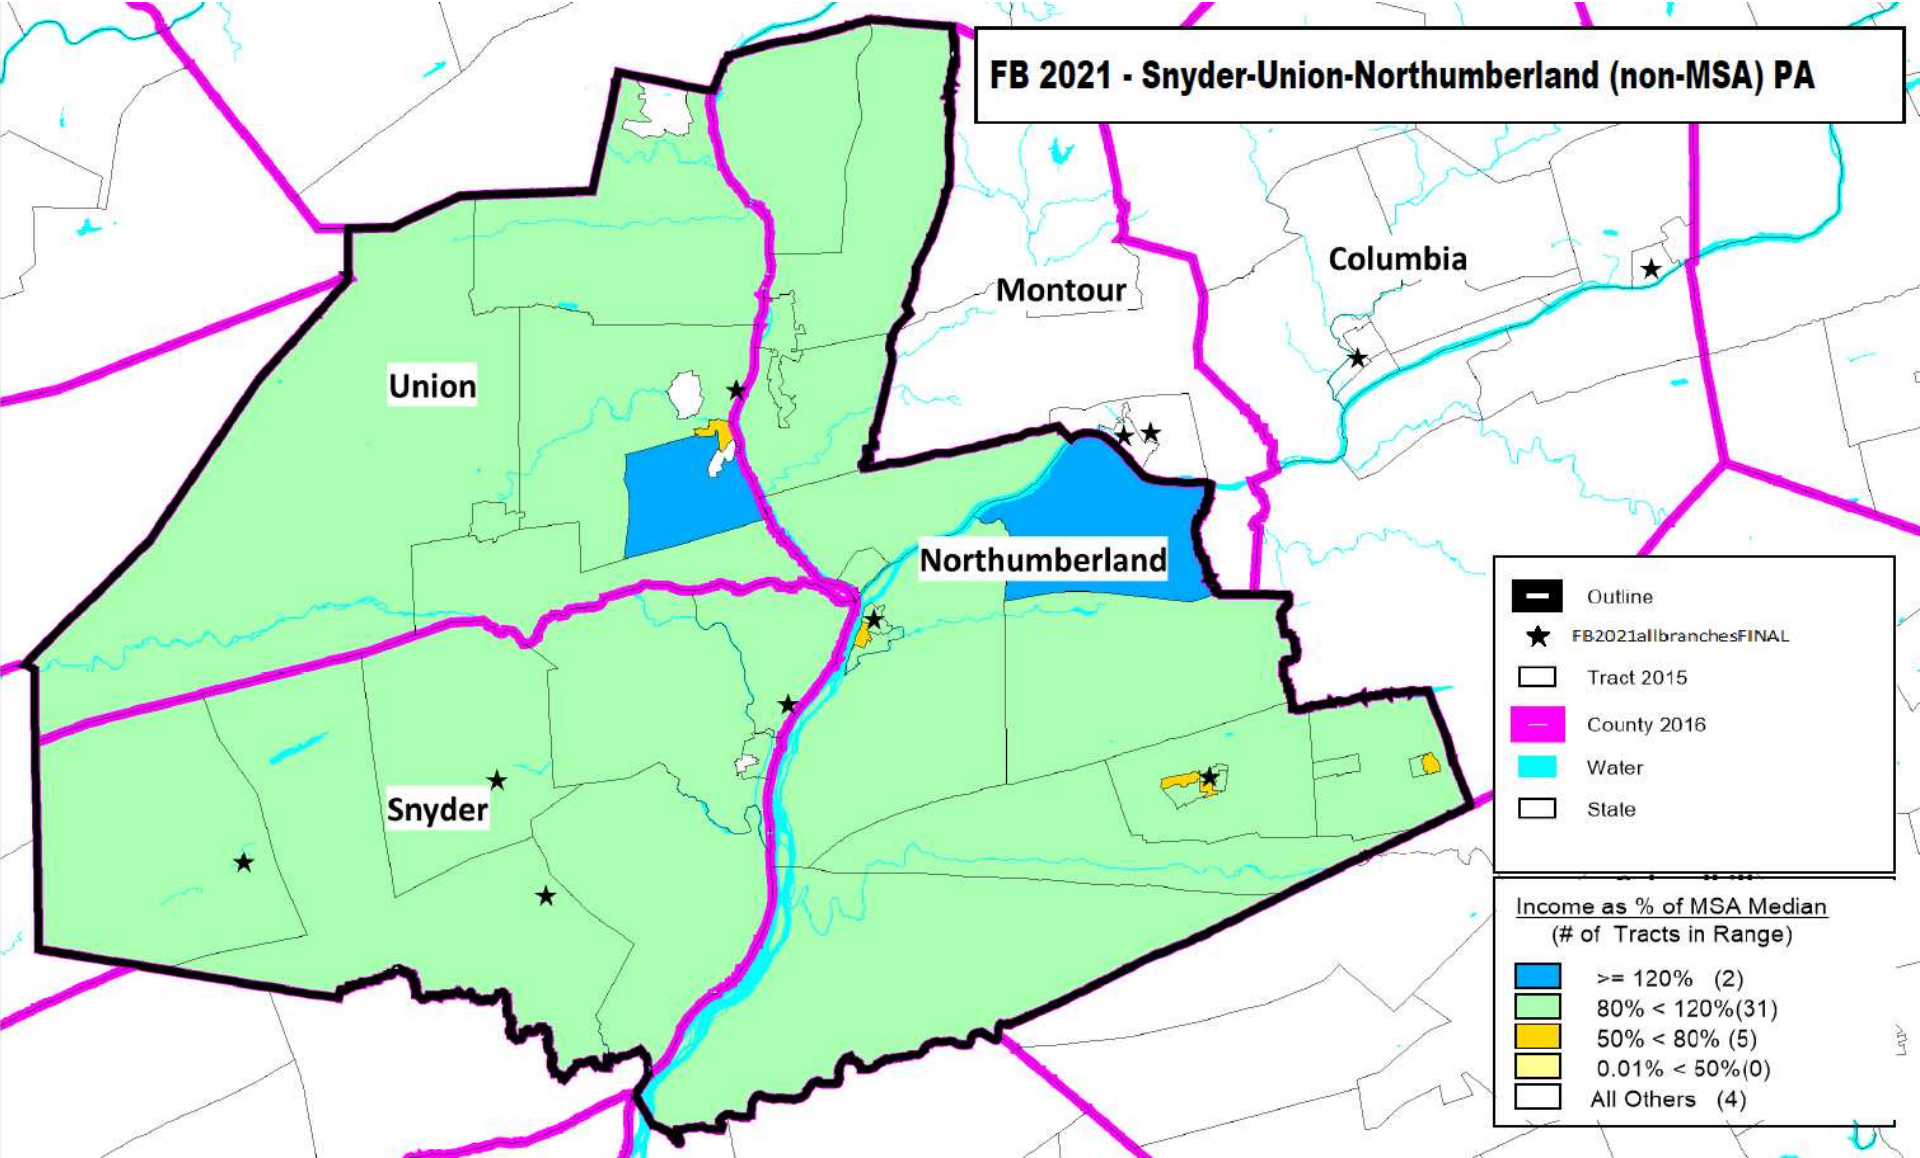 FB 2021 - Snyder-Union-Northumberland (non-MSA) PA
Columbia
Montour
Union
Northumberland
Snyder
Outline
FB2021allbranchesFINAL
Tract 2015
County 2016
Water
State
Income as % of MSA Median
(# of Tracts in Range)
>= 120% (2)
80% < 120%(31)
50% < 80% (5)
0.01% < 50%(0)
All Others (4)